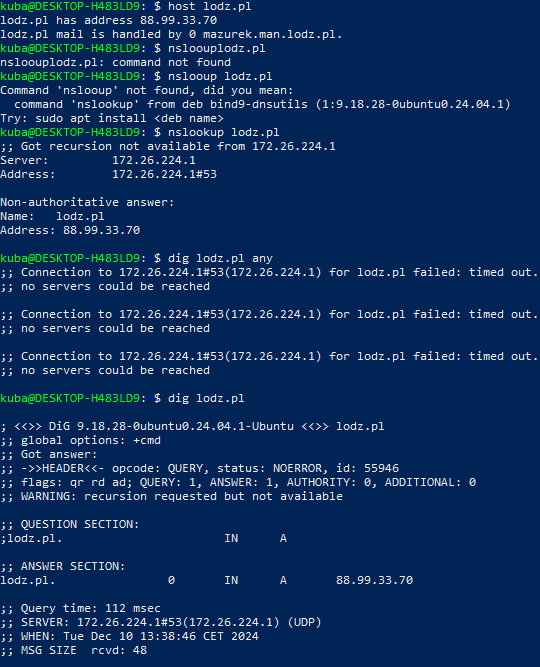 kuba@DESKTOP-H483LD9: $ host lodz.pl
lodz.pl has address 88.99.33.70
lodz.pl mail is handled by 0 mazurek.man.lodz.pl.
kuba@DESKTOP-H483LD9: $ nsloouplodz.pl
nslooupl​odz.pl: command not found
kuba@DESKTOP-H483LD9: $ nslooup lodz.pl
Command 'nslooup' not found, did you mean:
  command 'nslookup' from deb bind9-dnsutils (1:9.18.28-0ubuntu0.24.04.1)
Try: sudo apt install <deb name>
kuba@DESKTOP-H483LD9: $ nslookup lodz.pl
;; Got recursion not available from 172.26.224.1
Server:         172.26.224.1
Address:        172.26.224.1#53

Non-authoritative answer:
Name:   lodz.pl
Address: 88.99.33.70

kuba@DESKTOP-H483LD9: $ dig lodz.pl any
;; Connection to 172.26.224.1#53(172.26.224.1) for lodz.pl failed: timed out.
;; no servers could be reached

;; Connection to 172.26.224.1#53(172.26.224.1) for lodz.pl failed: timed out.
;; no servers could be reached

;; Connection to 172.26.224.1#53(172.26.224.1) for lodz.pl failed: timed out.
;; no servers could be reached

kuba@DESKTOP-H483LD9: $ dig lodz.pl

; <<>> DiG 9.18.28-0ubuntu0.24.04.1-Ubuntu <<>> lodz.pl
;; global options: +cmd
;; Got answer:
;; ->>HEADER<<- opcode: QUERY, status: NOERROR, id: 55946
;; flags: qr rd ad; QUERY: 1, ANSWER: 1, AUTHORITY: 0, ADDITIONAL: 0
;; WARNING: recursion requested but not available

;; QUESTION SECTION:
;lodz.pl.                       IN      A

;; ANSWER SECTION:
lodz.pl.                0       IN      A       88.99.33.70

;; Query time: 112 msec
;; SERVER: 172.26.224.1#53(172.26.224.1) (UDP)
;; WHEN: Tue Dec 10 13:38:46 CET 2024
;; MSG SIZE  rcvd: 48